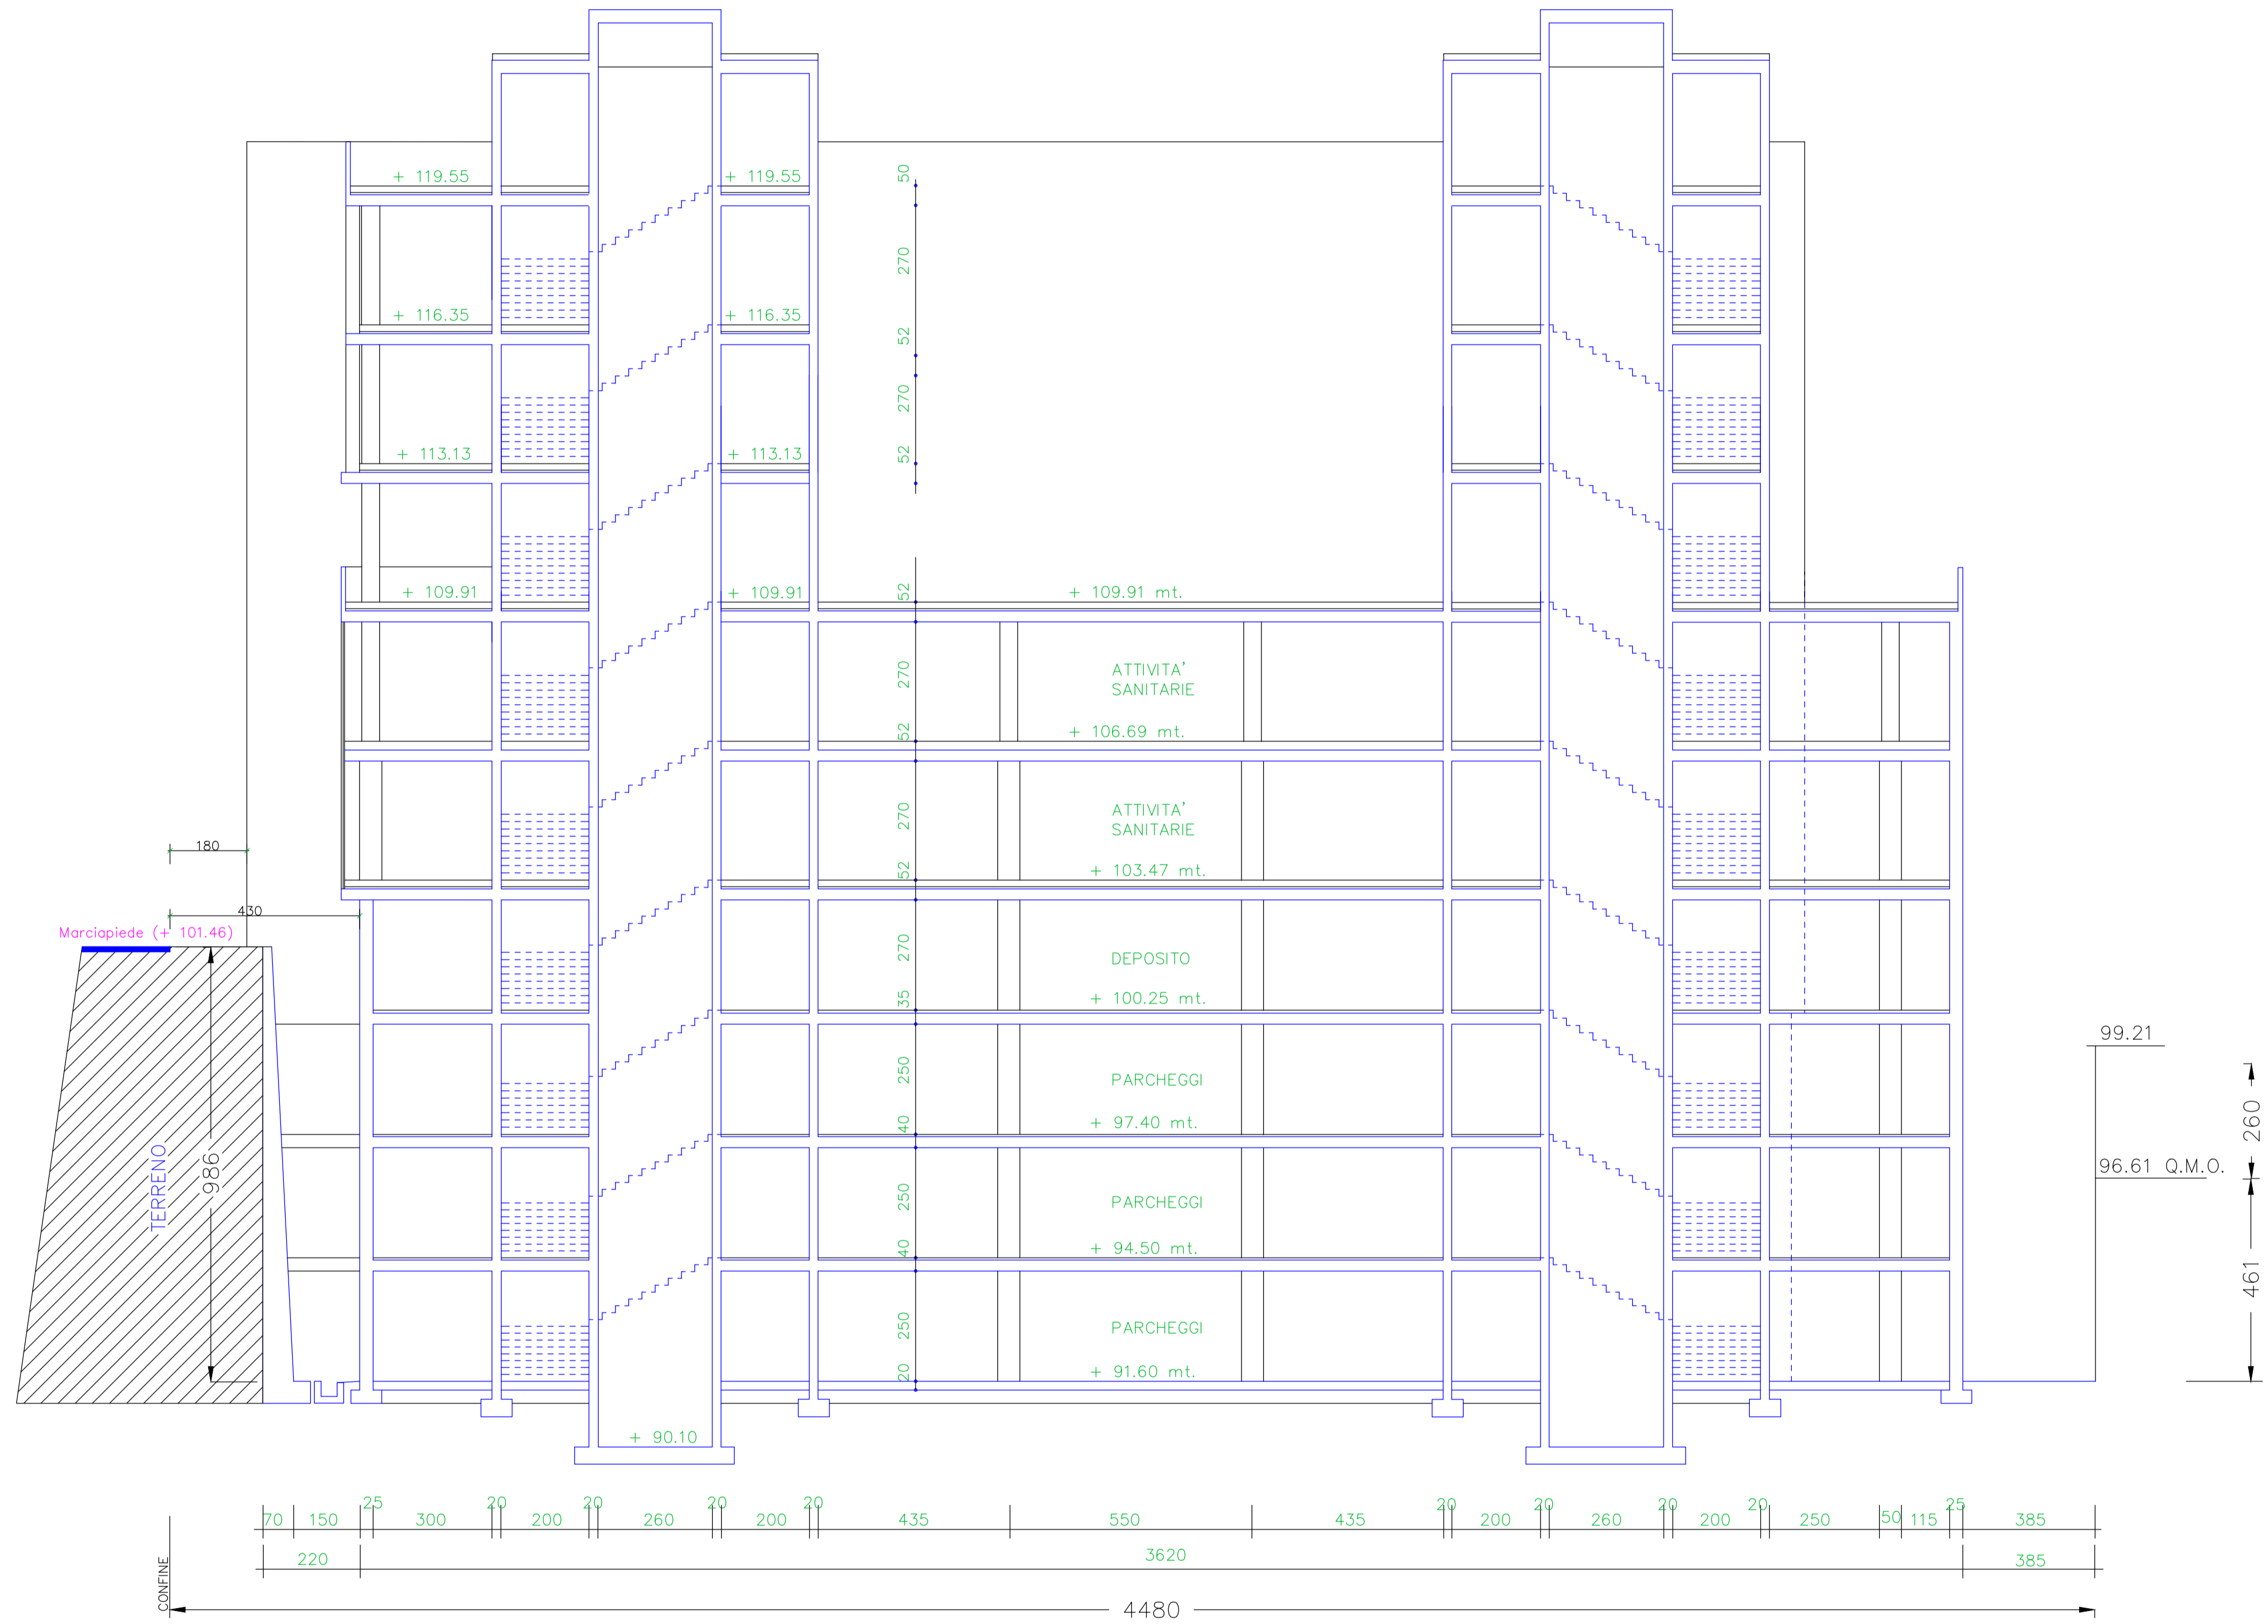 + 119.55
+ 119.55
50
270
+ 116.35
+ 116.35
52
270
+ 113.13
+ 113.13
52
+ 109.91
+ 109.91
52
+ 109.91 mt.
270
ATTIVITA'
SANITARIE
52
+ 106.69 mt.
270
ATTIVITA'
SANITARIE
180
52
+ 103.47 mt.
430
Marciapiede (+ 101.46)
270
DEPOSITO
35
+ 100.25 mt.
99.21
250
PARCHEGGI
260
40
+ 97.40 mt.
96.61 Q.M.O.
TERRENO
986
250
PARCHEGGI
40
+ 94.50 mt.
461
250
PARCHEGGI
20
+ 91.60 mt.
+ 90.10
25 20 20 20 20 20 20 20 20 25
70 150 300 200 260 200 435 550 435 200 260 200 250 50 115 385
220 3620 385
CONFINE
4480